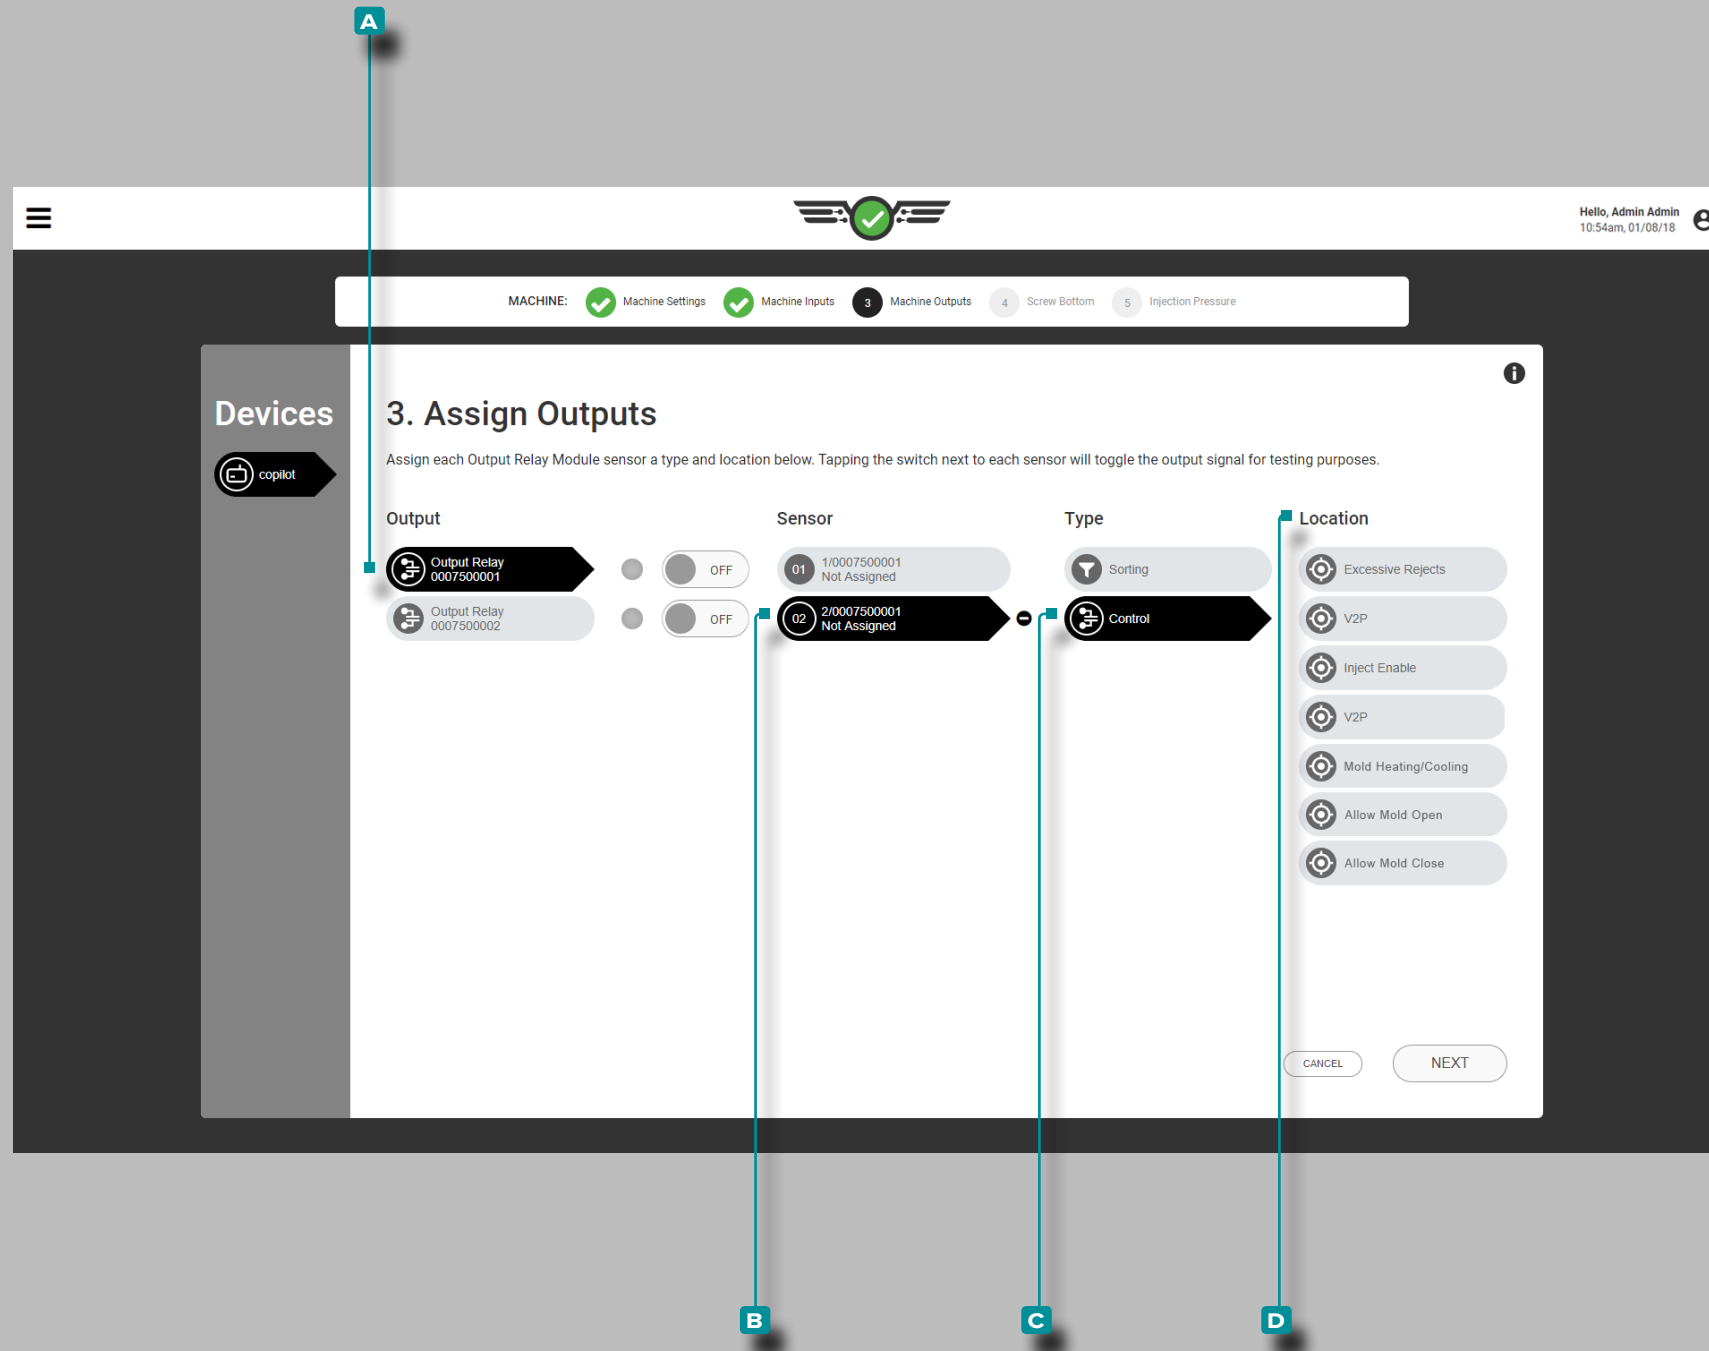 A
Hello, Admin Admin
10:54am, 01/08/18
MACHINE: Machine Settings Machine Inputs 3 Machine Outputs 4 Screw Bottom 5 Injection Pressure
Devices
copilot
3. Assign Outputs
Assign each Output Relay Module sensor a type and location below. Tapping the switch next to each sensor will toggle the output signal for testing purposes.
Output
Output Relay
0007500001
OFF
Output Relay
0007500002
OFF
Sensor
01
1/0007500001
Not Assigned
02
2/0007500001
Not Assigned
Type
Sorting
Control
Location
Excessive Rejects
V2P
Inject Enable
V2P
Mold Heating/Cooling
Allow Mold Open
Allow Mold Close
CANCEL
NEXT
B
C
D